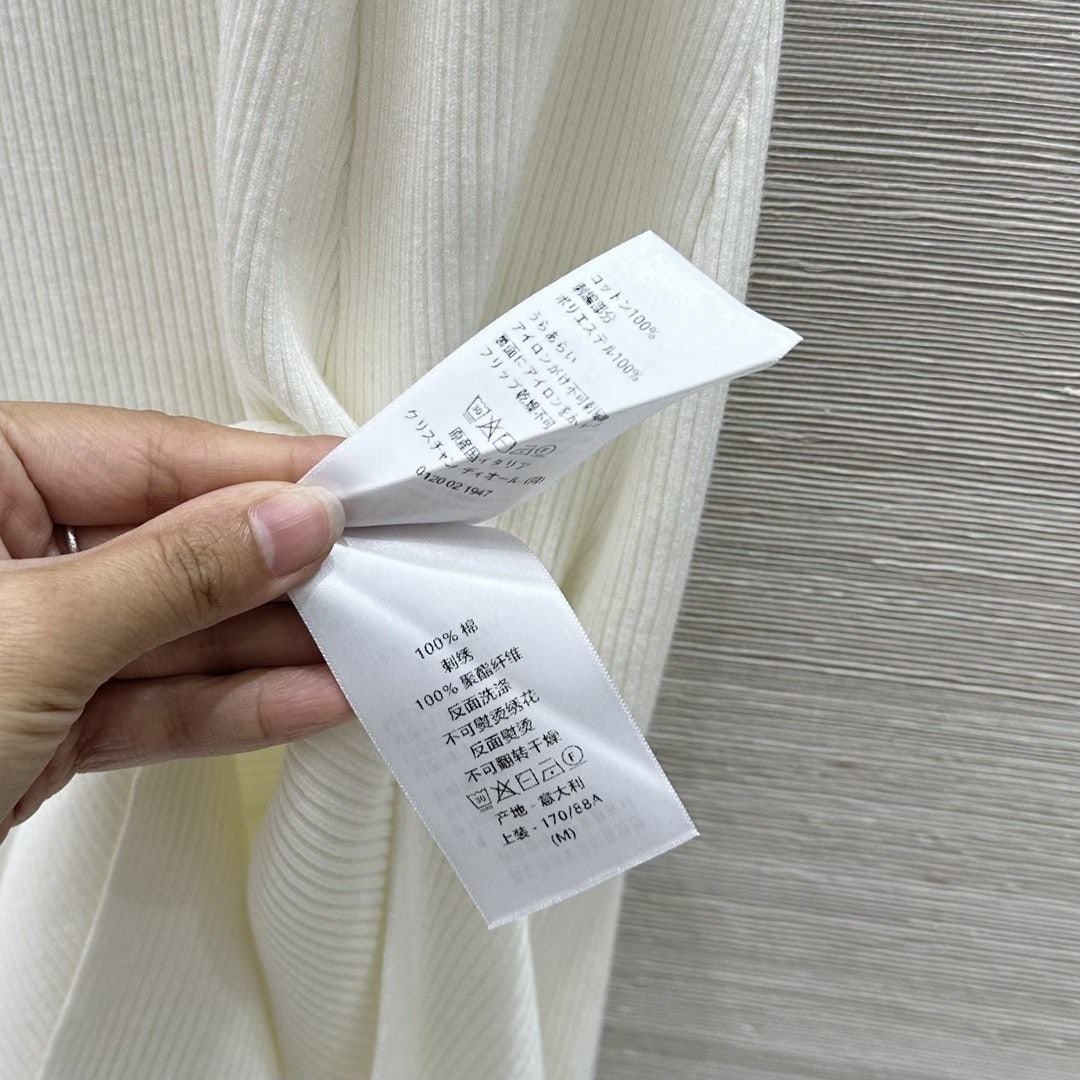 コットン100%
刺繍部分
ポリエステル100%
うらあらい
アイロンがけ不可刺繍
裏面にアイロンをかけ
フリップ乾燥不可
30 F
原産国 イタリア
クリスチャン ディオール (同)
0120 02 1947
100% 棉
刺绣
100% 聚酯纤维
反面洗涤
不可熨烫绣花
反面熨烫
不可翻转干燥
30 F
产地 - 意大利
上装 - 170/88A
(M)